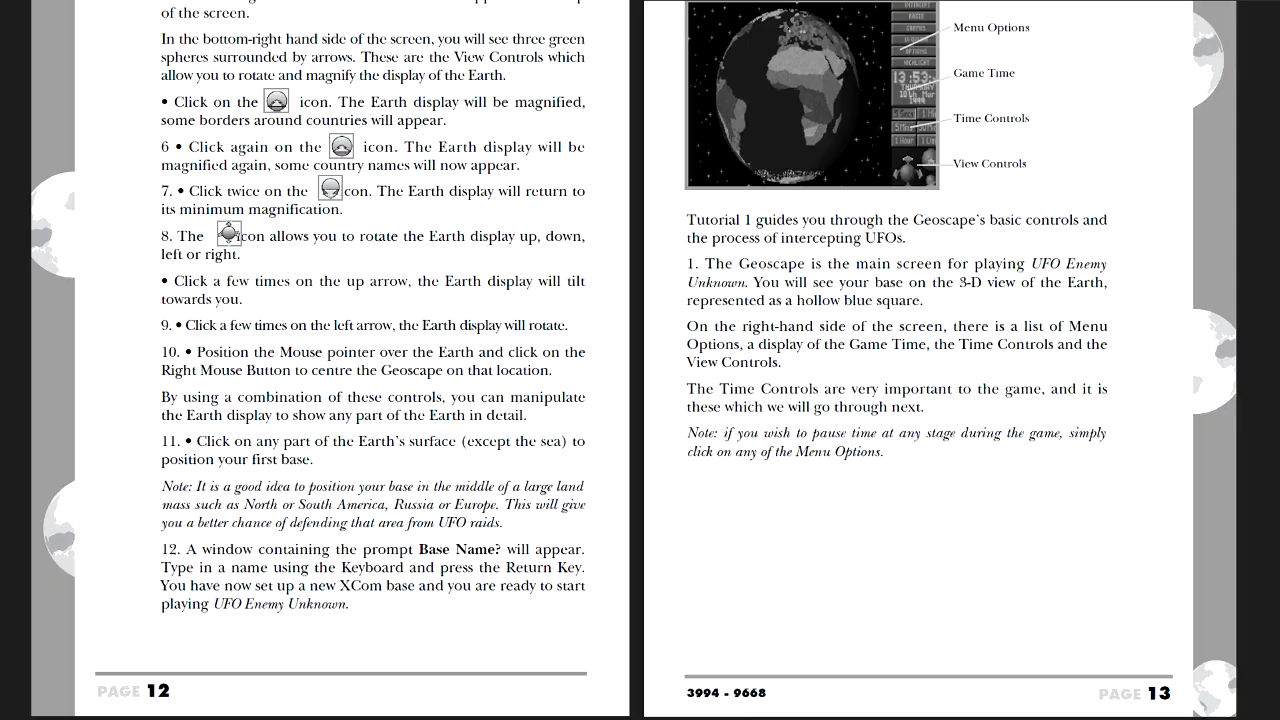 of the screen.
In the bottom-right hand side of the screen, you will see three green
spheres surrounded by arrows. These are the View Controls which
allow you to rotate and magnify the display of the Earth.
• Click on the icon. The Earth display will be magnified,
some borders around countries will appear.
6 • Click again on the icon. The Earth display will be
magnified again, some country names will now appear.
7. • Click twice on the icon. The Earth display will return to
its minimum magnification.
8. The icon allows you to rotate the Earth display up, down,
left or right.
• Click a few times on the up arrow, the Earth display will tilt
towards you.
9. • Click a few times on the left arrow, the Earth display will rotate.
10. • Position the Mouse pointer over the Earth and click on the
Right Mouse Button to centre the Geoscape on that location.
By using a combination of these controls, you can manipulate
the Earth display to show any part of the Earth in detail.
11. • Click on any part of the Earth's surface (except the sea) to
position your first base.
Note: It is a good idea to position your base in the middle of a large land
mass such as North or South America, Russia or Europe. This will give
you a better chance of defending that area from UFO raids.
12. A window containing the prompt Base Name? will appear.
Type in a name using the Keyboard and press the Return Key.
You have now set up a new XCom base and you are ready to start
playing UFO Enemy Unknown.
PAGE 12
INTERCEPT
BASES
GRAPHS
OPTIONS
13:53:
THURSDAY
10th Mar
1994
5 Secs
5 Mins
1 Hour
Menu Options
Game Time
Time Controls
View Controls
Tutorial 1 guides you through the Geoscape's basic controls and
the process of intercepting UFOs.
1. The Geoscape is the main screen for playing UFO Enemy
Unknown. You will see your base on the 3-D view of the Earth,
represented as a hollow blue square.
On the right-hand side of the screen, there is a list of Menu
Options, a display of the Game Time, the Time Controls and the
View Controls.
The Time Controls are very important to the game, and it is
these which we will go through next.
Note: if you wish to pause time at any stage during the game, simply
click on any of the Menu Options.
3994 - 9668
PAGE 13